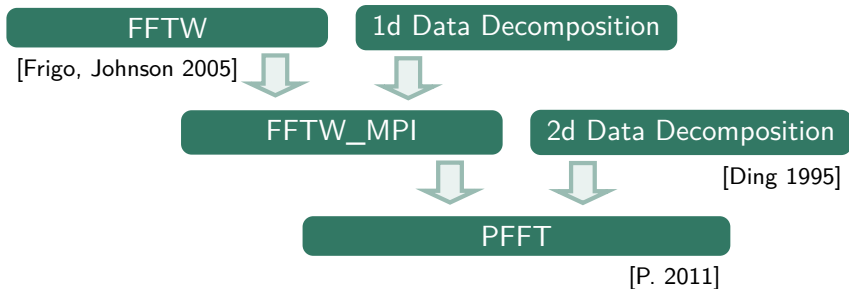 FFTW
1d Data Decomposition
[Frigo, Johnson 2005]
FFTW_MPI
2d Data Decomposition
[Ding 1995]
PFFT
[P. 2011]